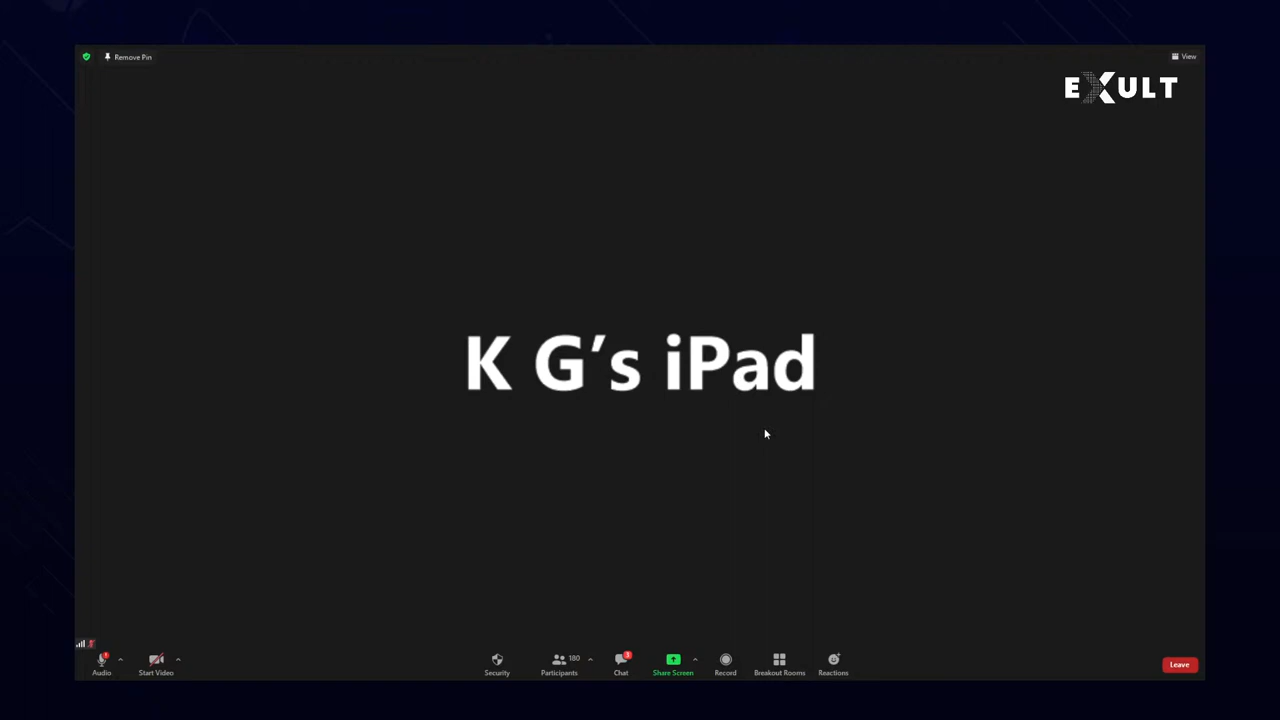 Remove Pin
View
EXULT
K G’s iPad
Audio
Start Video
Security
180
Participants
3
Chat
Share Screen
Record
Breakout Rooms
Reactions
Leave